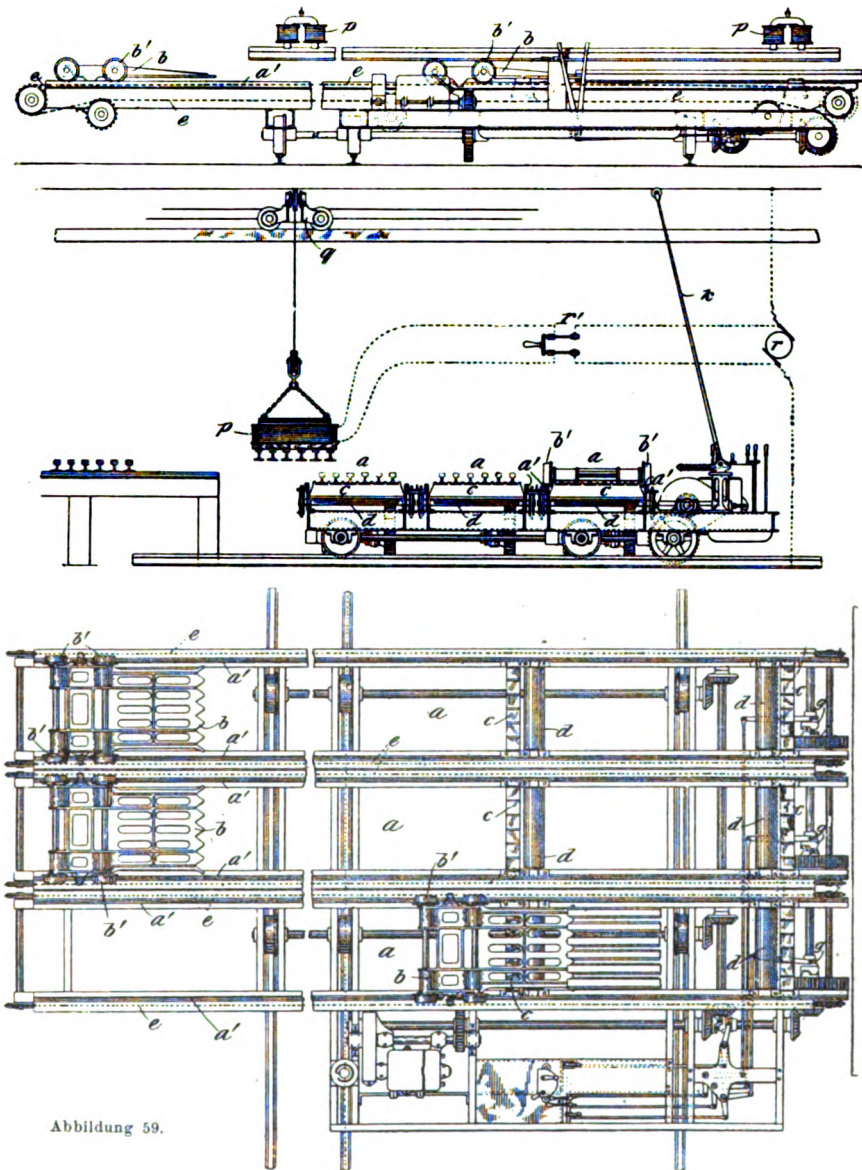 p p
b' b b' b
e a' e e
e
q
k
r' r
p
a a b' a b'
a' a'
c c c
d d d
b' e
a' b
a c d d c g
b' a' e
a' e
b a c d d c g
b' a' e b'
a b c d g
e a'
Abbildung 59.